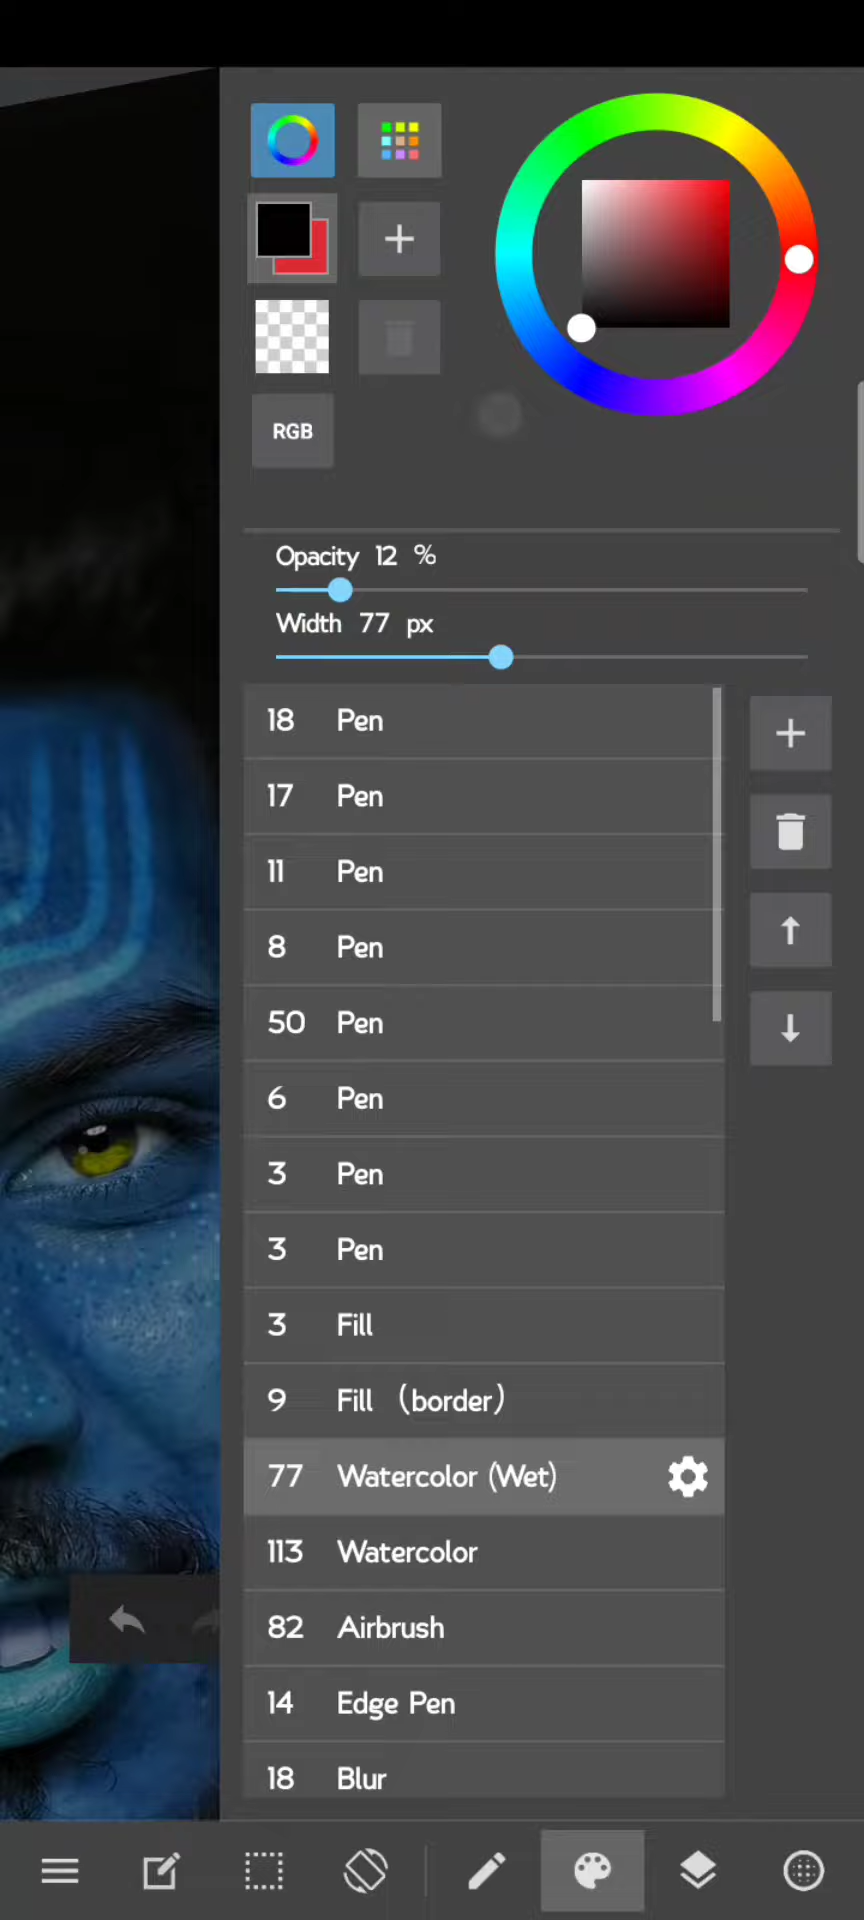 RGB
Opacity 12 %
Width 77 px
18 Pen
17 Pen
11 Pen
8 Pen
50 Pen
6 Pen
3 Pen
3 Pen
3 Fill
9 Fill (border)
77 Watercolor (Wet)
113 Watercolor
82 Airbrush
14 Edge Pen
18 Blur